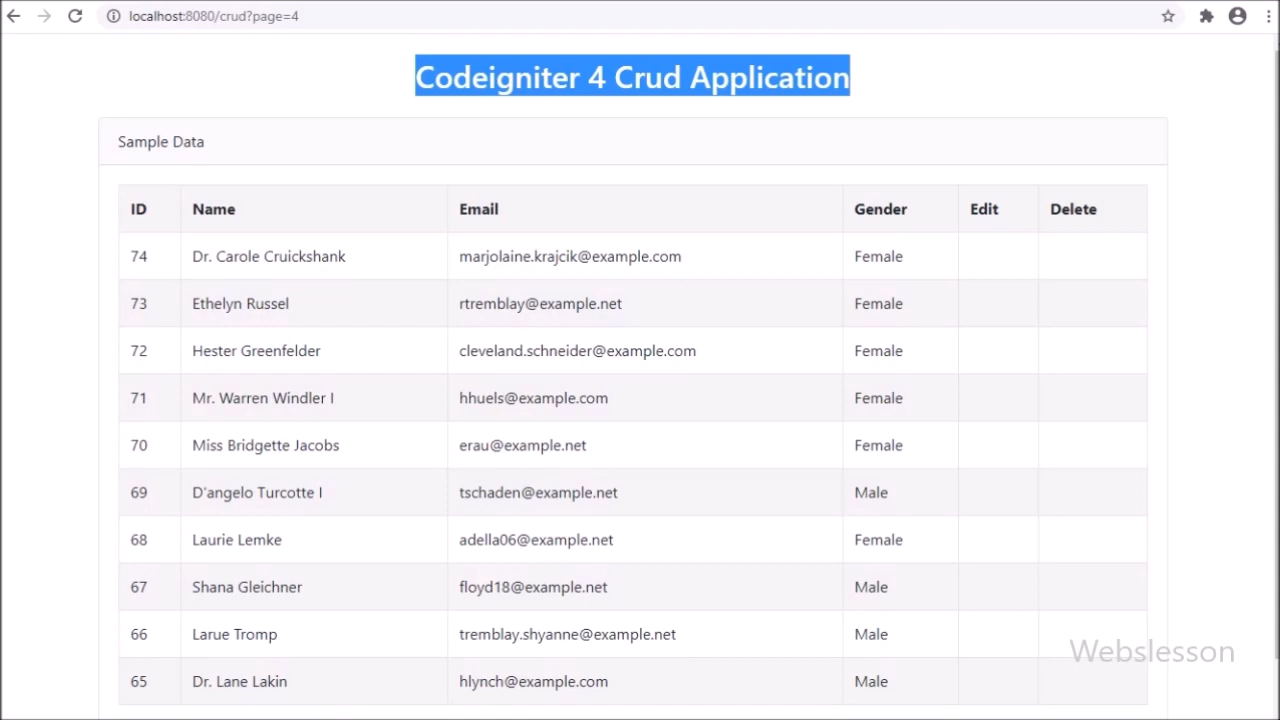 localhost:8080/crud?page=4
Codeigniter 4 Crud Application
Sample Data
ID Name Email Gender Edit Delete
74 Dr. Carole Cruickshank marjolaine.krajcik@example.com Female
73 Ethelyn Russel rtremblay@example.net Female
72 Hester Greenfelder cleveland.schneider@example.com Female
71 Mr. Warren Windler I hhuels@example.com Female
70 Miss Bridgette Jacobs erau@example.net Female
69 D'angelo Turcotte I tschaden@example.net Male
68 Laurie Lemke adella06@example.net Female
67 Shana Gleichner floyd18@example.net Male
66 Larue Tromp tremblay.shyanne@example.net Male
Webslesson
65 Dr. Lane Lakin hlynch@example.com Male